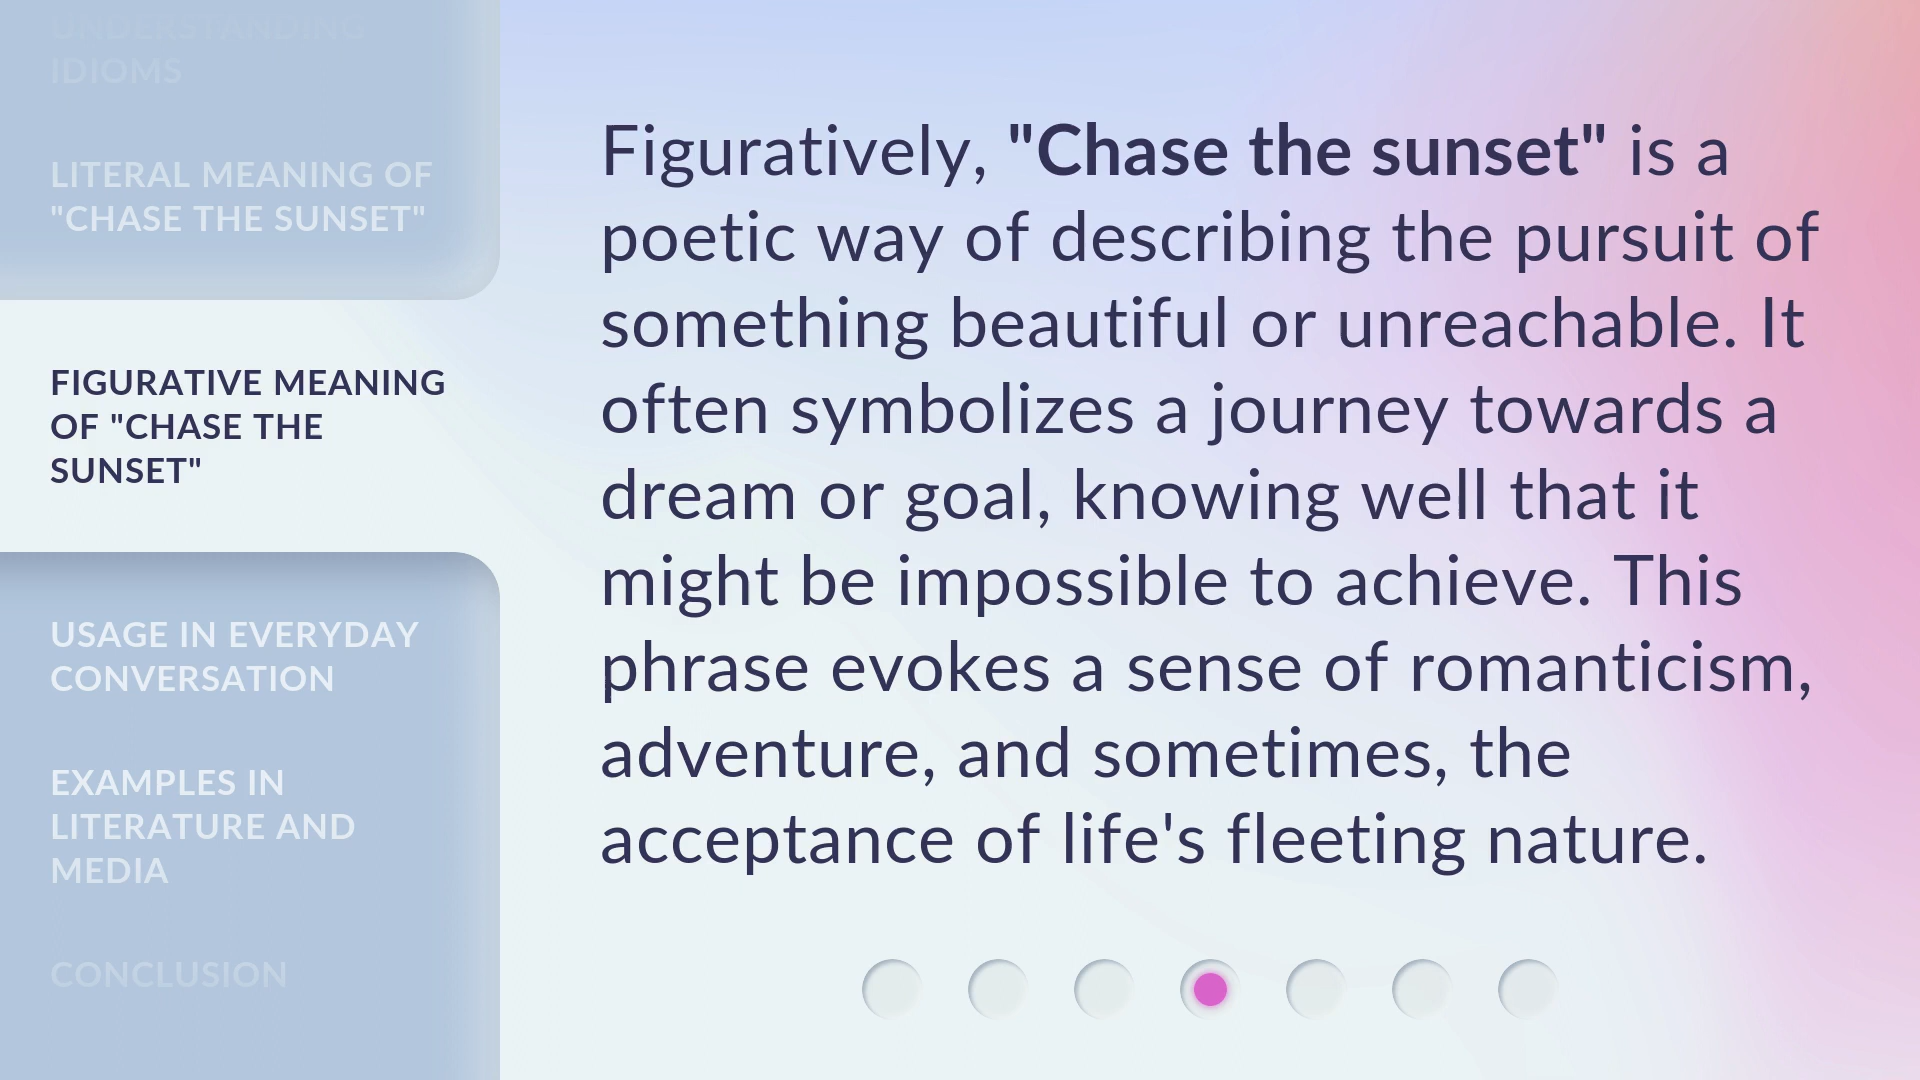 UNDERSTANDING
IDIOMS
LITERAL MEANING OF
"CHASE THE SUNSET"
FIGURATIVE MEANING
OF "CHASE THE
SUNSET"
USAGE IN EVERYDAY
CONVERSATION
EXAMPLES IN
LITERATURE AND
MEDIA
CONCLUSION
Figuratively, "Chase the sunset" is a
poetic way of describing the pursuit of
something beautiful or unreachable. It
often symbolizes a journey towards a
dream or goal, knowing well that it
might be impossible to achieve. This
phrase evokes a sense of romanticism,
adventure, and sometimes, the
acceptance of life's fleeting nature.